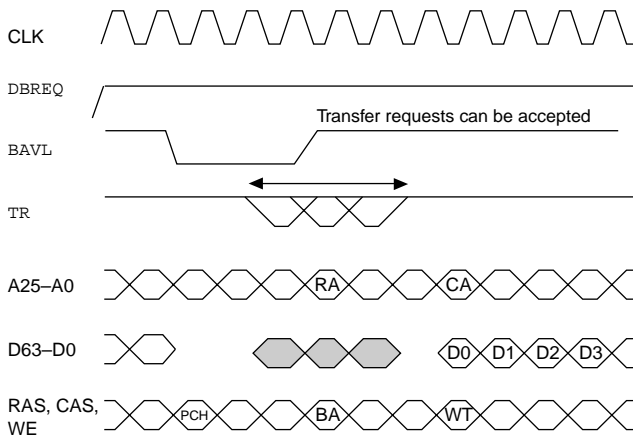 CLK
DBREQ
Transfer requests can be accepted
BAVL
TR
A25–A0 RA CA
D63–D0 D0 D1 D2 D3
RAS, CAS,
WE PCH BA WT